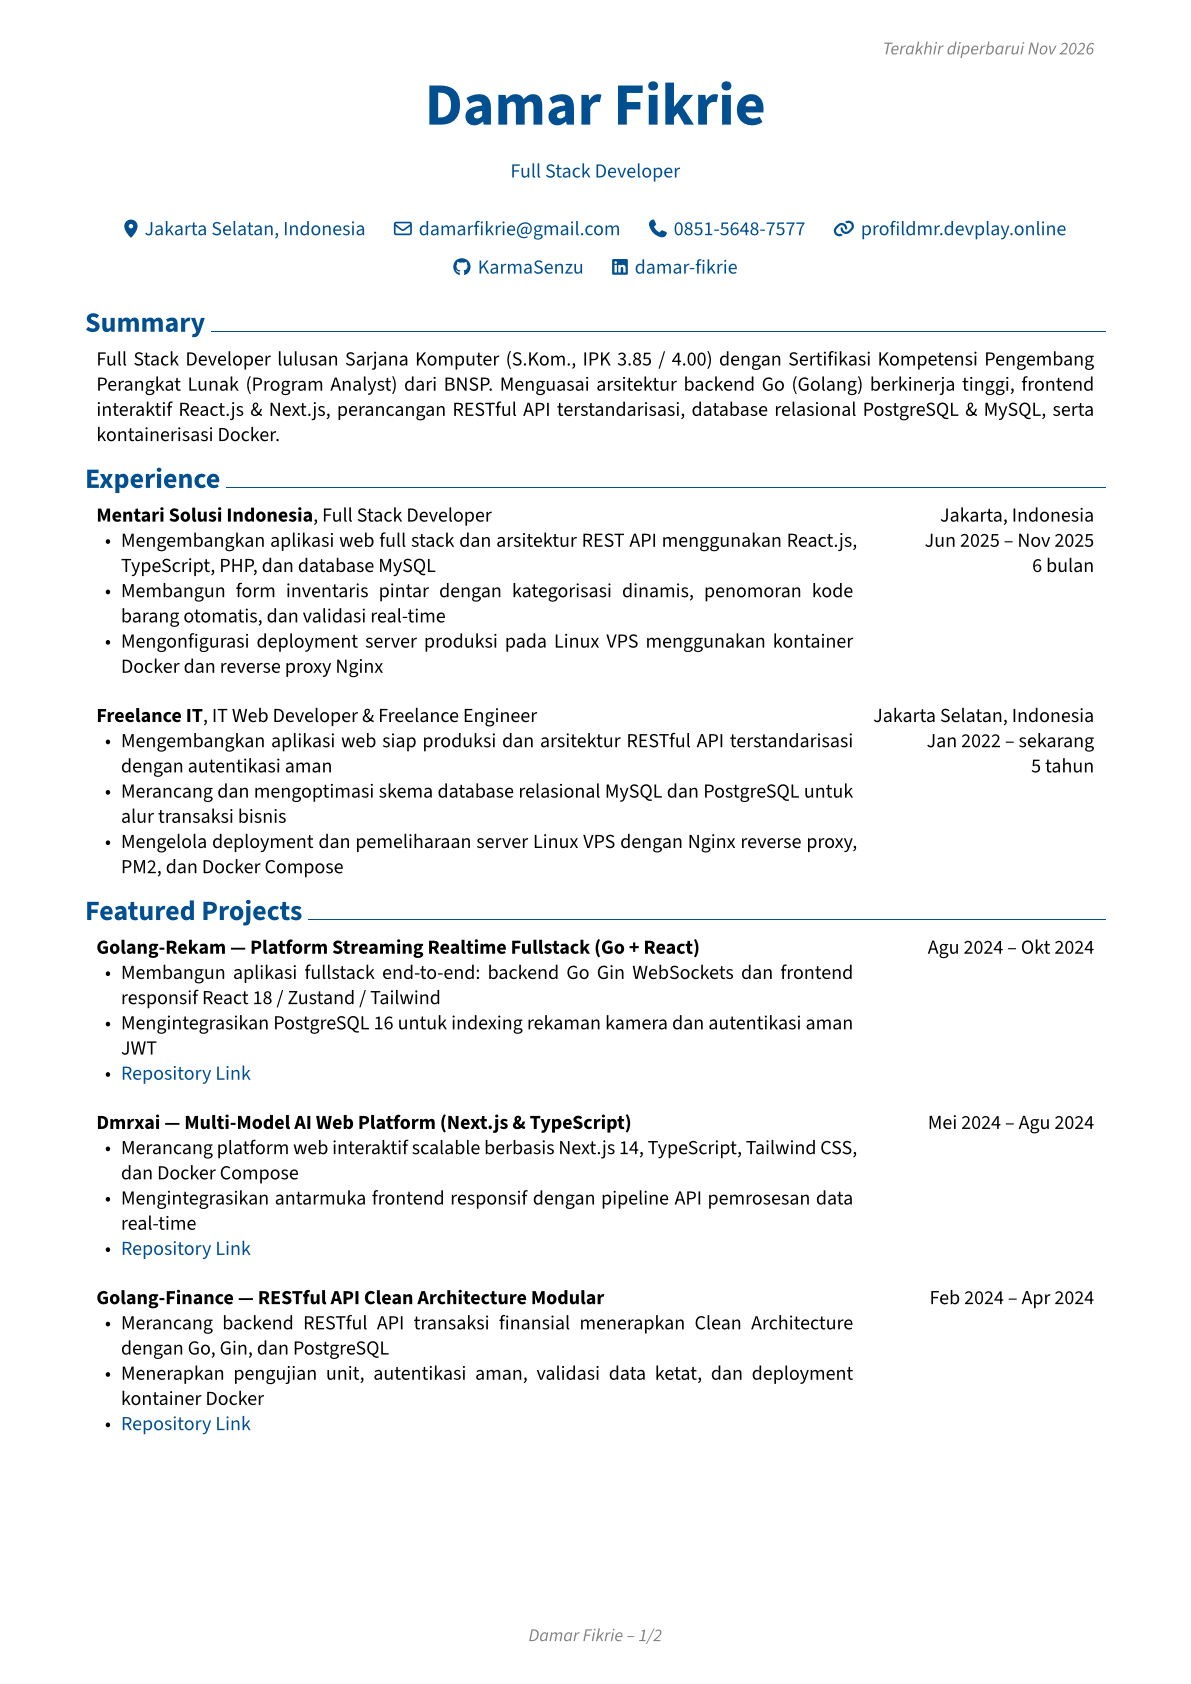 Terakhir diperbarui Nov 2026
Damar Fikrie
Full Stack Developer
Jakarta Selatan, Indonesia damarfikrie@gmail.com 0851-5648-7577 profildmr.devplay.online
KarmaSenzu damar-fikrie
Summary
Full Stack Developer lulusan Sarjana Komputer (S.Kom., IPK 3.85 / 4.00) dengan Sertifikasi Kompetensi Pengembang
Perangkat Lunak (Program Analyst) dari BNSP. Menguasai arsitektur backend Go (Golang) berkinerja tinggi, frontend
interaktif React.js & Next.js, perancangan RESTful API terstandarisasi, database relasional PostgreSQL & MySQL, serta
kontainerisasi Docker.
Experience
Mentari Solusi Indonesia, Full Stack Developer
Jakarta, Indonesia
Jun 2025 – Nov 2025
6 bulan
• Mengembangkan aplikasi web full stack dan arsitektur REST API menggunakan React.js,
TypeScript, PHP, dan database MySQL
• Membangun form inventaris pintar dengan kategorisasi dinamis, penomoran kode
barang otomatis, dan validasi real-time
• Mengonfigurasi deployment server produksi pada Linux VPS menggunakan kontainer
Docker dan reverse proxy Nginx
Freelance IT, IT Web Developer & Freelance Engineer
Jakarta Selatan, Indonesia
Jan 2022 – sekarang
5 tahun
• Mengembangkan aplikasi web siap produksi dan arsitektur RESTful API terstandarisasi
dengan autentikasi aman
• Merancang dan mengoptimasi skema database relasional MySQL dan PostgreSQL untuk
alur transaksi bisnis
• Mengelola deployment dan pemeliharaan server Linux VPS dengan Nginx reverse proxy,
PM2, dan Docker Compose
Featured Projects
Golang-Rekam — Platform Streaming Realtime Fullstack (Go + React)
Agu 2024 – Okt 2024
• Membangun aplikasi fullstack end-to-end: backend Go Gin WebSockets dan frontend
responsif React 18 / Zustand / Tailwind
• Mengintegrasikan PostgreSQL 16 untuk indexing rekaman kamera dan autentikasi aman
JWT
• Repository Link
Dmrxai — Multi-Model AI Web Platform (Next.js & TypeScript)
Mei 2024 – Agu 2024
• Merancang platform web interaktif scalable berbasis Next.js 14, TypeScript, Tailwind CSS,
dan Docker Compose
• Mengintegrasikan antarmuka frontend responsif dengan pipeline API pemrosesan data
real-time
• Repository Link
Golang-Finance — RESTful API Clean Architecture Modular
Feb 2024 – Apr 2024
• Merancang backend RESTful API transaksi finansial menerapkan Clean Architecture
dengan Go, Gin, dan PostgreSQL
• Menerapkan pengujian unit, autentikasi aman, validasi data ketat, dan deployment
kontainer Docker
• Repository Link
Damar Fikrie – 1/2